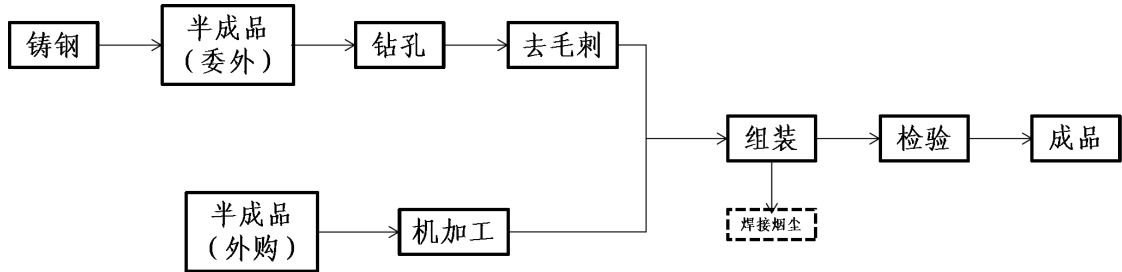 铸钢
半成品
(委外)
钻孔
去毛刺
组装
检验
成品
焊接烟尘
半成品
(外购)
机加工